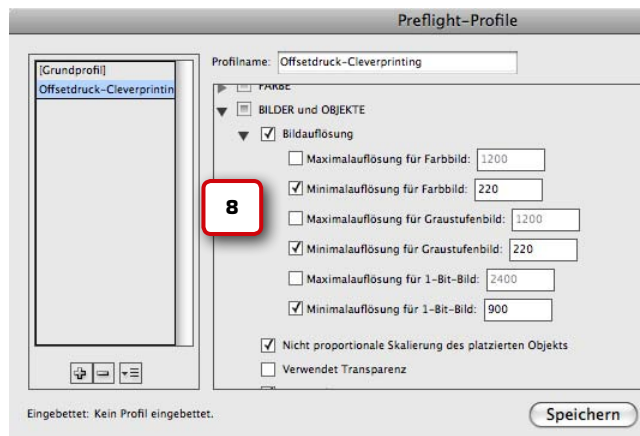 Preflight-Profile
[Grundprofil]
Offsetdruck-Cleverprintin
Profilname: Offsetdruck-Cleverprinting
FARBE
BILDER und OBJEKTE
Bildauflösung
Maximalauflösung für Farbbild: 1200
Minimalauflösung für Farbbild: 220
8
Maximalauflösung für Graustufenbild: 1200
Minimalauflösung für Graustufenbild: 220
Maximalauflösung für 1-Bit-Bild: 2400
Minimalauflösung für 1-Bit-Bild: 900
Nicht proportionale Skalierung des platzierten Objekts
Verwendet Transparenz
Eingebettet: Kein Profil eingebettet.
Speichern